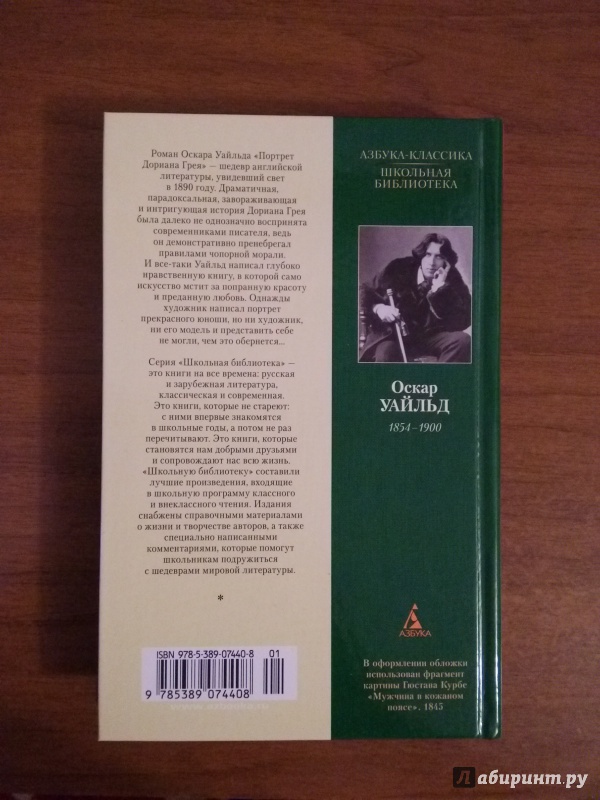 Роман Оскара Уайльда «Портрет
Дориана Грея» — шедевр английской
литературы, увидевший свет
в 1890 году. Драматичная,
парадоксальная, завораживающая
и интригующая история Дориана Грея
была далеко не однозначно воспринята
современниками писателя, ведь
он демонстративно пренебрегал
правилами чопорной морали.
И все-таки Уайльд написал глубоко
нравственную книгу, в которой само
искусство мстит за попранную красоту
и преданную любовь. Однажды
художник написал портрет
прекрасного юноши, но ни художник,
ни его модель и представить себе
не могли, чем это обернется...
Серия «Школьная библиотека» —
это книги на все времена: русская
и зарубежная литература,
классическая и современная.
Это книги, которые не стареют:
с ними впервые знакомятся
в школьные годы, а потом не раз
перечитывают. Это книги, которые
становятся нам добрыми друзьями
и сопровождают нас всю жизнь.
«Школьную библиотеку» составили
лучшие произведения, входящие
в школьную программу классного
и внеклассного чтения. Издания
снабжены справочными материалами
о жизни и творчестве авторов, а также
специально написанными
комментариями, которые помогут
школьникам подружиться
с шедеврами мировой литературы.
*
ISBN 978-5-389-07440-8 01
9 785389 074408
АЗБУКА-КЛАССИКА
ШКОЛЬНАЯ
БИБЛИОТЕКА
Оскар
УАЙЛЬД
1854–1900
АЗБУКА
В оформлении обложки
использован фрагмент
картины Гюстава Курбе
«Мужчина в кожаном
поясе». 1845
Лабиринт.ру